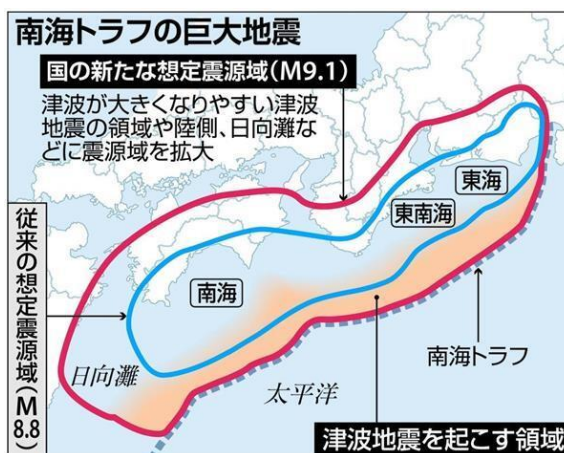 南海トラフの巨大地震
国の新たな想定震源域(M9.1)
津波が大きくなりやすい津波
地震の領域や陸側、日向灘な
どに震源域を拡大
東海
東南海
南海
従来の想定震源域(M8.8)
日向灘
太平洋
南海トラフ
津波地震を起こす領域